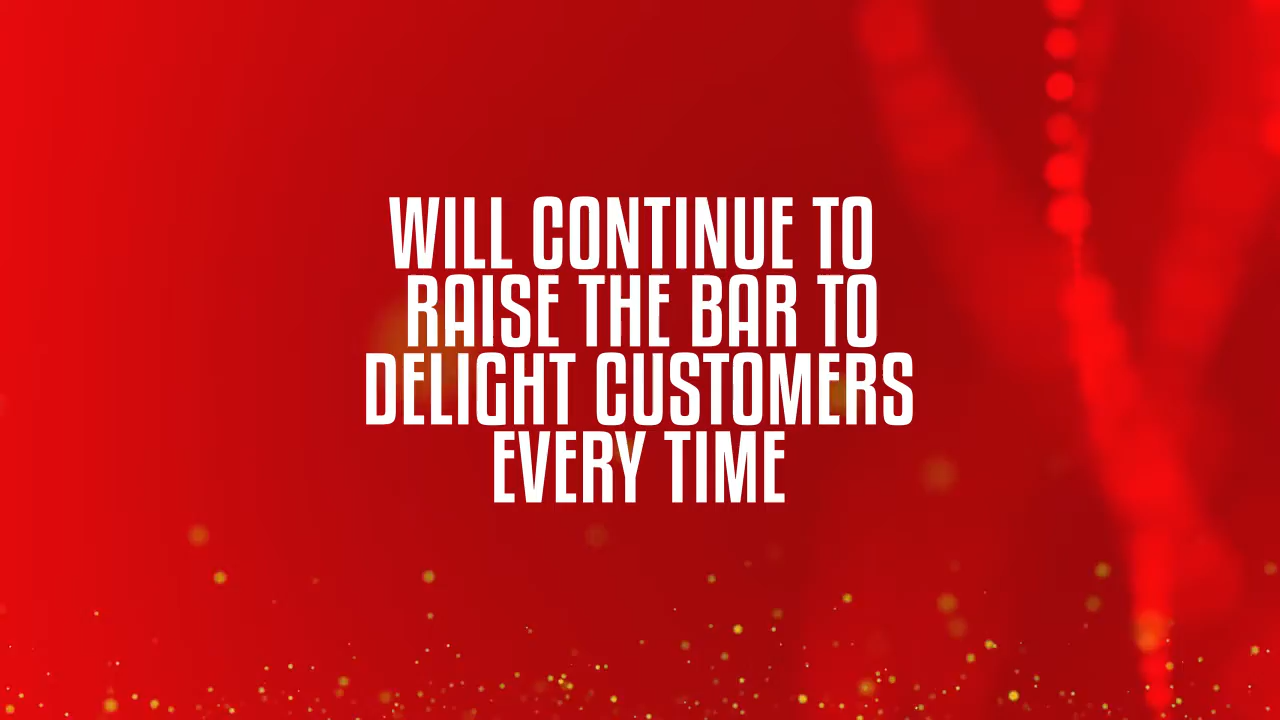 WILL CONTINUE TO
RAISE THE BAR TO
DELIGHT CUSTOMERS
EVERY TIME